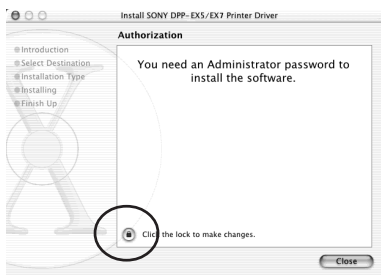 Install SONY DPP-EX5/EX7 Printer Driver
Authorization
Introduction
Select Destination
Installation Type
Installing
Finish Up
You need an Administrator password to
install the software.
Click the lock to make changes.
Close